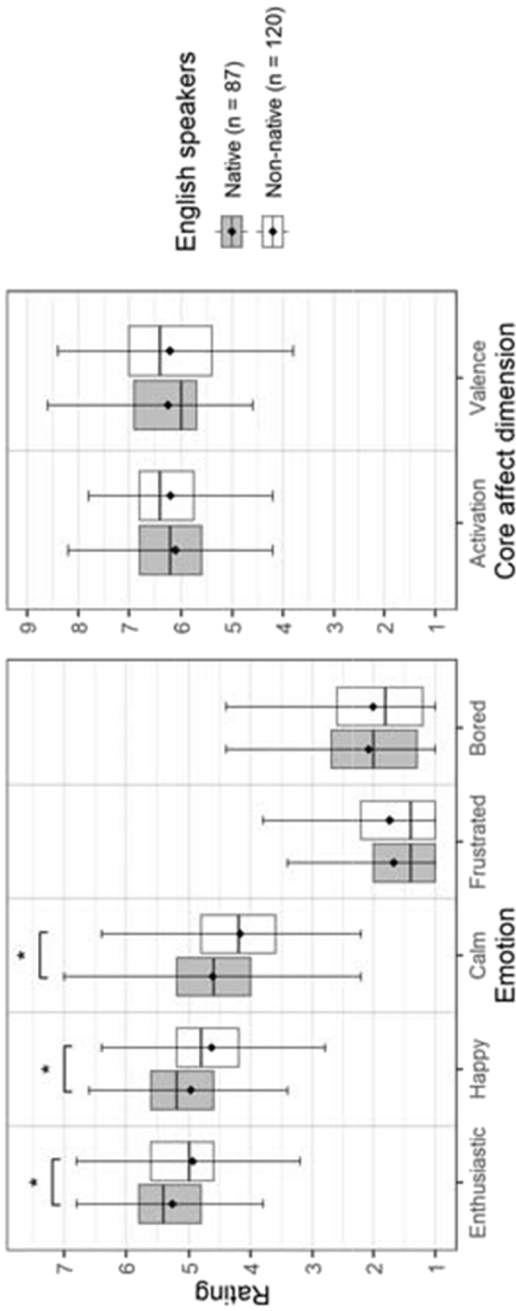 Rating
7
6
5
4
3
2
1
*
*
*
Enthusiastic
Happy
Calm
Frustrated
Bored
Emotion
9
8
7
6
5
4
3
2
1
Activation
Valence
Core affect dimension
English speakers
Native (n = 87)
Non-native (n = 120)